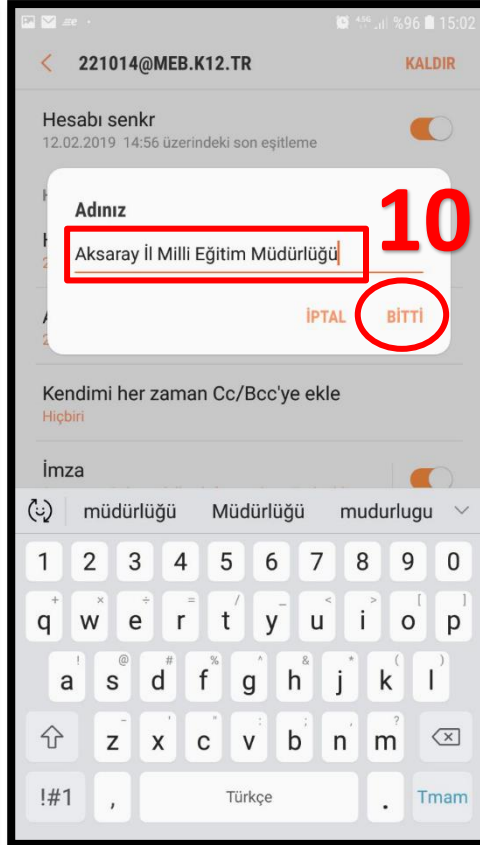 %96 15:02
221014@MEB.K12.TR KALDIR
Hesabı senkr
12.02.2019 14:56 üzerindeki son eşitleme
Adınız
10
Aksaray İl Milli Eğitim Müdürlüğü
İPTAL BİTTİ
Kendimi her zaman Cc/Bcc'ye ekle
Hiçbiri
İmza
müdürlüğü Müdürlüğü mudurlugu
1 2 3 4 5 6 7 8 9 0
q w e r t y u i o p
a s d f g h j k l
z x c v b n m
!#1 , Türkçe . Tmam